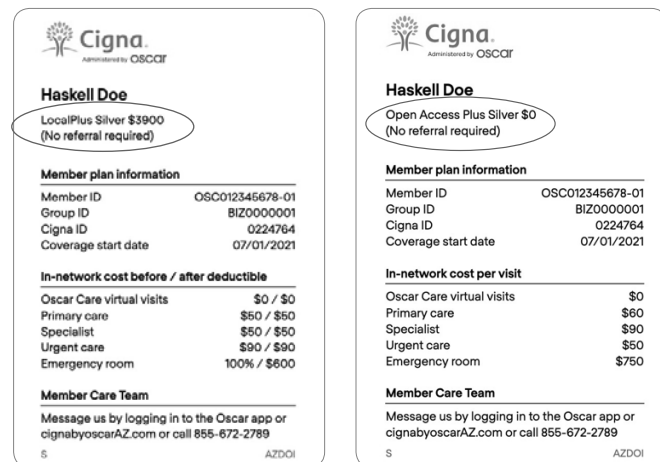 Cigna.
Administered by oscar
Haskell Doe
LocalPlus Silver $3900
(No referral required)
Member plan information
Member ID OSC012345678-01
Group ID BIZ0000001
Cigna ID 0224764
Coverage start date 07/01/2021
In-network cost before / after deductible
Oscar Care virtual visits $0 / $0
Primary care $50 / $50
Specialist $50 / $50
Urgent care $90 / $90
Emergency room 100% / $600
Member Care Team
Message us by logging in to the Oscar app or
cignabyoscarAZ.com or call 855-672-2789
S AZDOI
Cigna.
Administered by oscar
Haskell Doe
Open Access Plus Silver $0
(No referral required)
Member plan information
Member ID OSC012345678-01
Group ID BIZ0000001
Cigna ID 0224764
Coverage start date 07/01/2021
In-network cost per visit
Oscar Care virtual visits $0
Primary care $60
Specialist $90
Urgent care $50
Emergency room $750
Member Care Team
Message us by logging in to the Oscar app or
cignabyoscarAZ.com or call 855-672-2789
S AZDOI